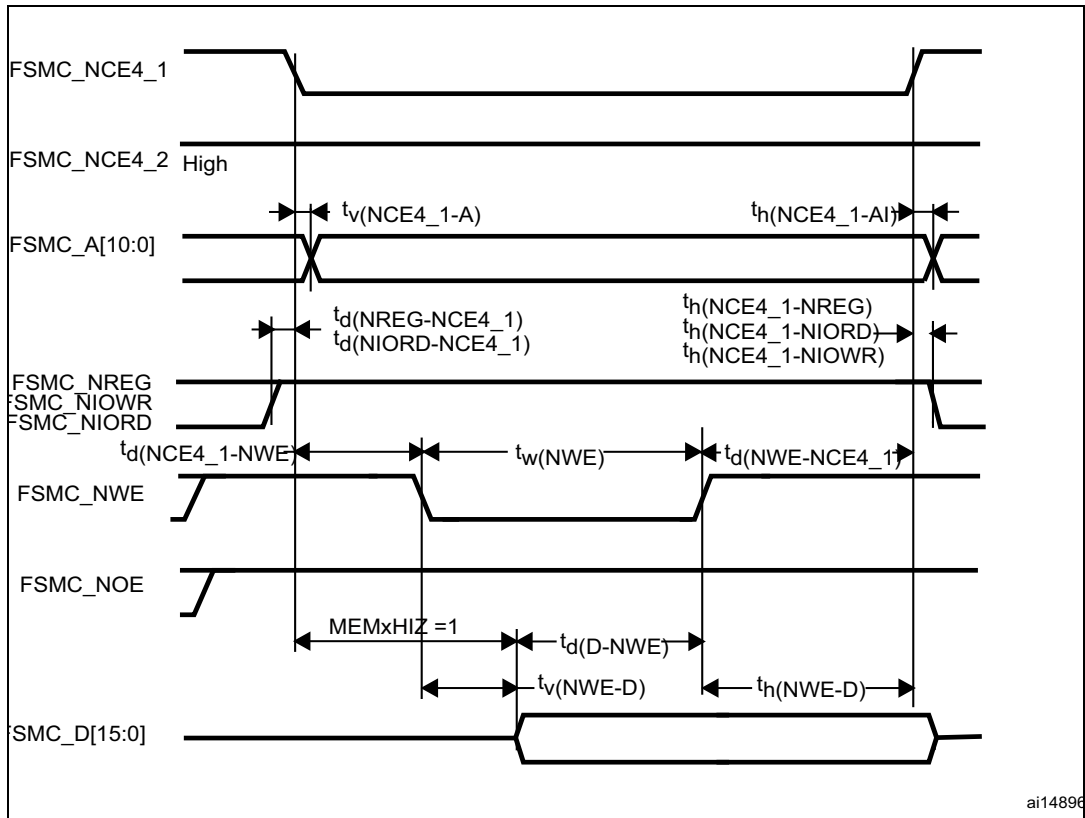 FSMC_NCE4_1
FSMC_NCE4_2 High
tv(NCE4_1-A)
th(NCE4_1-AI)
FSMC_A[10:0]
td(NREG-NCE4_1)
td(NIORD-NCE4_1)
th(NCE4_1-NREG)
th(NCE4_1-NIORD)
th(NCE4_1-NIOWR)
FSMC_NREG
FSMC_NIOWR
FSMC_NIORD
td(NCE4_1-NWE)
tw(NWE)
td(NWE-NCE4_1)
FSMC_NWE
FSMC_NOE
MEMxHIZ =1
td(D-NWE)
tv(NWE-D)
th(NWE-D)
FSMC_D[15:0]
ai14896